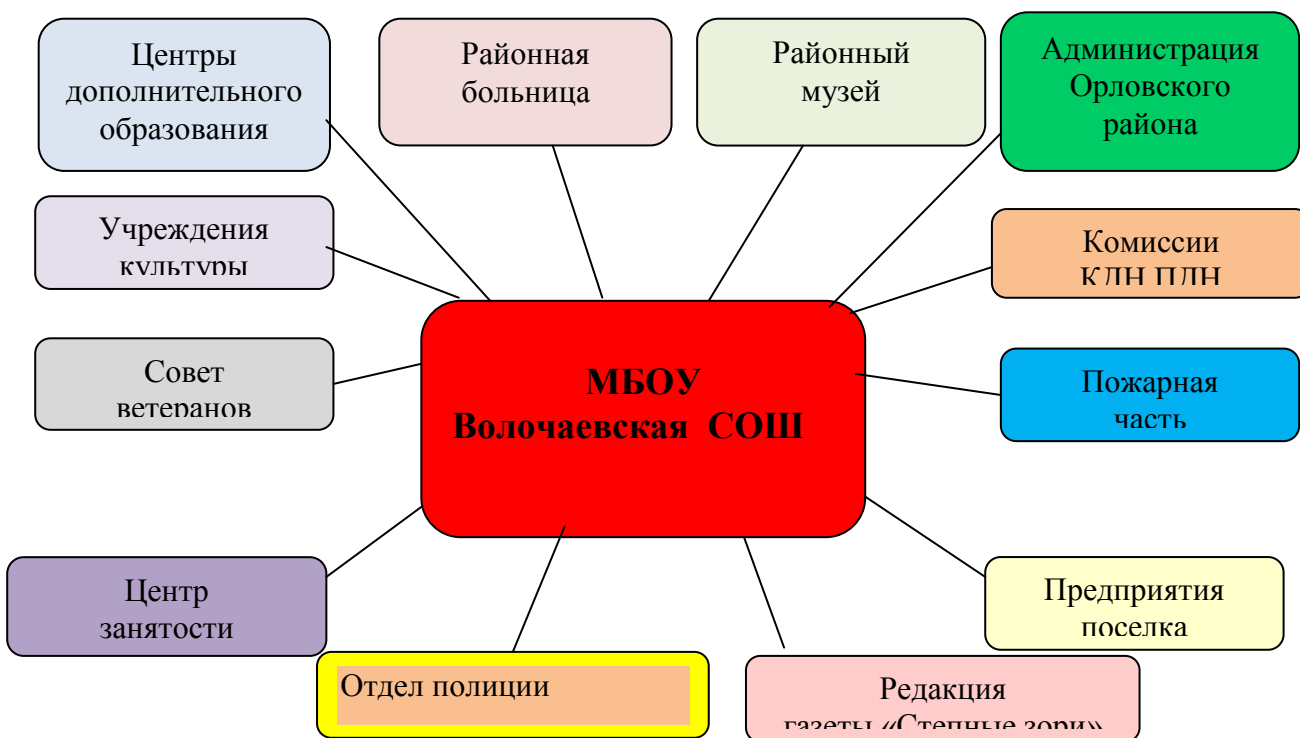 Центры
дополнительного
образования
Районная
больница
Районный
музей
Администрация
Орловского
района
Учреждения
культуры
Комиссии
КДН ПДН
Совет
ветеранов
МБОУ
Волочаевская СОШ
Пожарная
часть
Центр
занятости
Предприятия
поселка
Отдел полиции
Редакция
газеты «Степные зори»